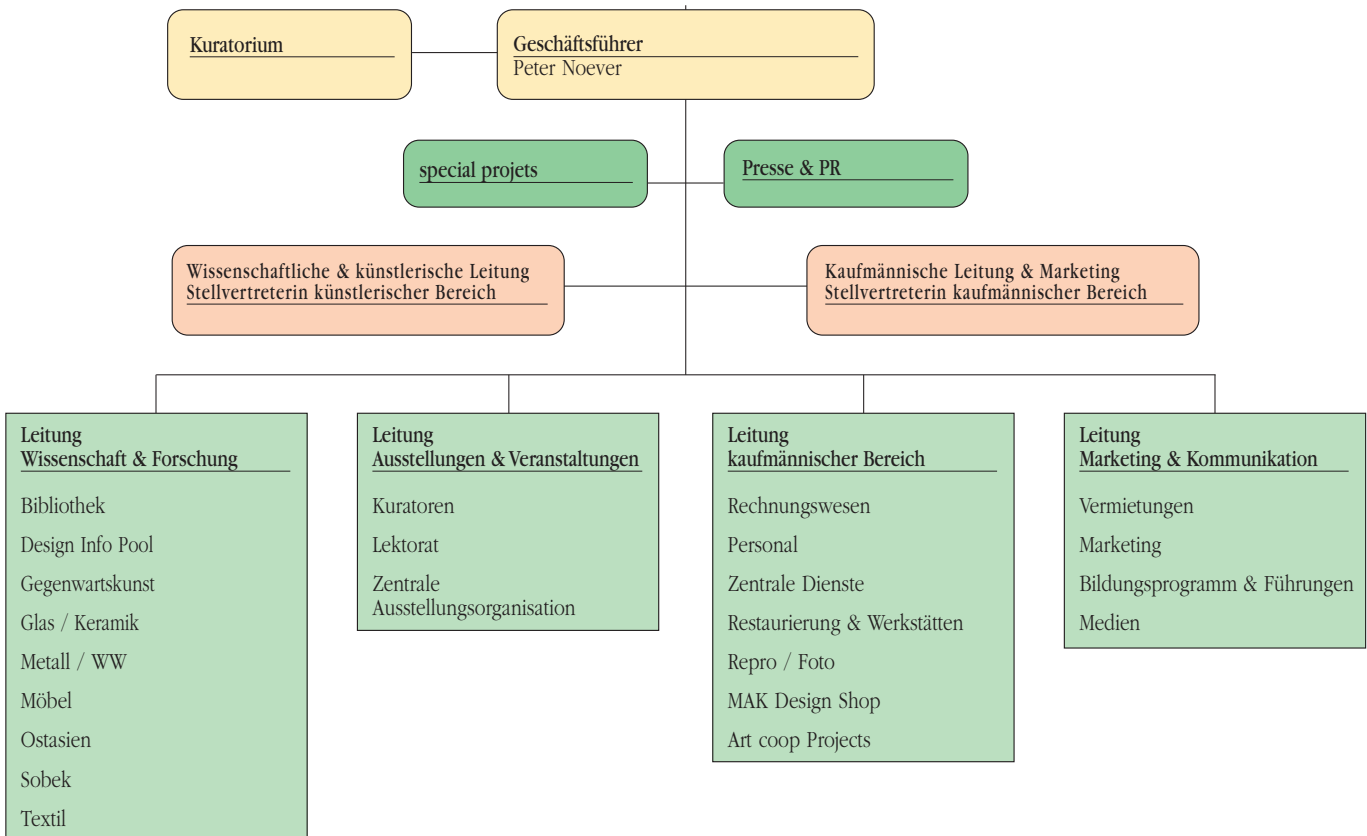 Kuratorium
Geschäftsführer
Peter Noever
special projets
Presse & PR
Wissenschaftliche & künstlerische Leitung
Stellvertreterin künstlerischer Bereich
Kaufmännische Leitung & Marketing
Stellvertreterin kaufmännischer Bereich
Leitung
Wissenschaft & Forschung
Bibliothek
Design Info Pool
Gegenwartskunst
Glas / Keramik
Metall / WW
Möbel
Ostasien
Sobek
Textil
Leitung
Ausstellungen & Veranstaltungen
Kuratoren
Lektorat
Zentrale
Ausstellungsorganisation
Leitung
kaufmännischer Bereich
Rechnungswesen
Personal
Zentrale Dienste
Restaurierung & Werkstätten
Repro / Foto
MAK Design Shop
Art coop Projects
Leitung
Marketing & Kommunikation
Vermietungen
Marketing
Bildungsprogramm & Führungen
Medien